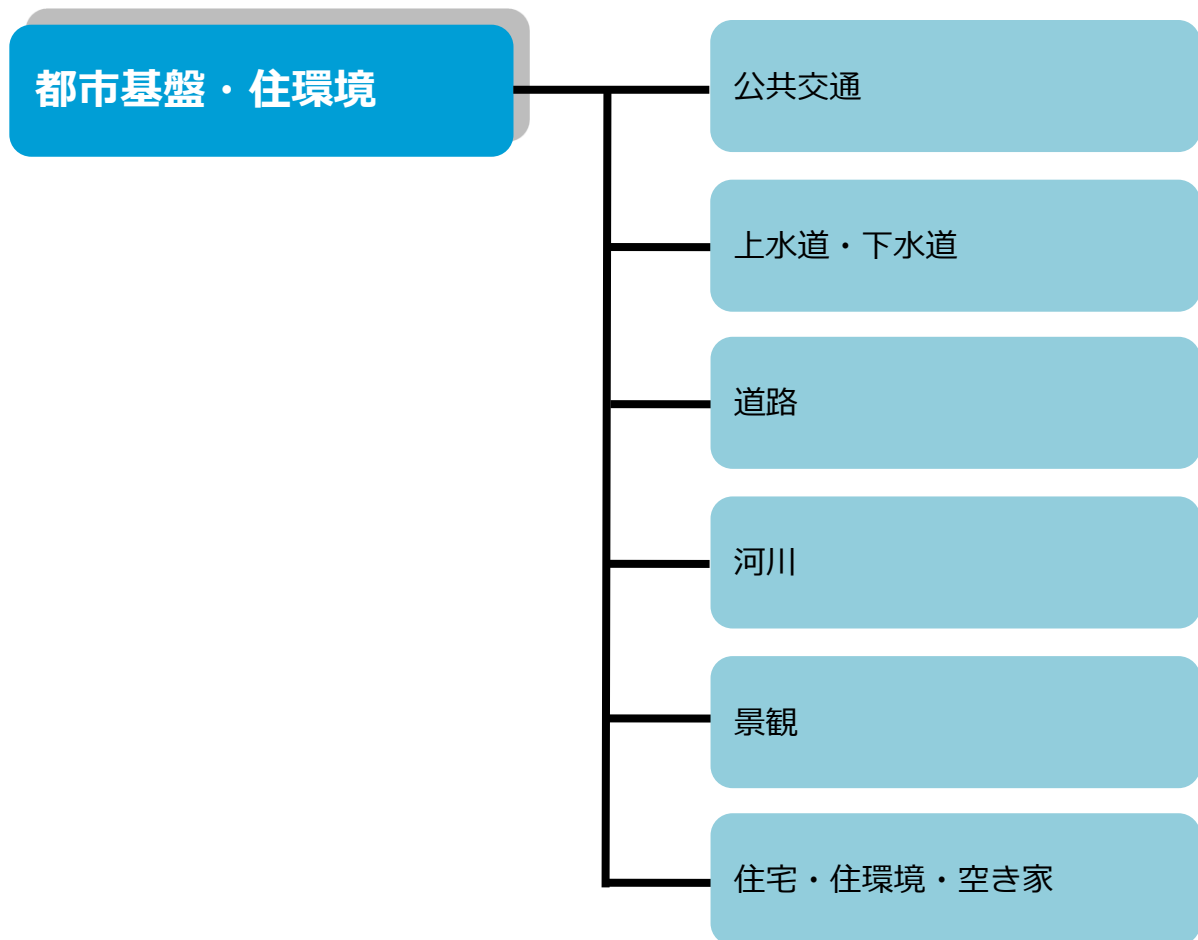 都市基盤・住環境
公共交通
上水道・下水道
道路
河川
景観
住宅・住環境・空き家